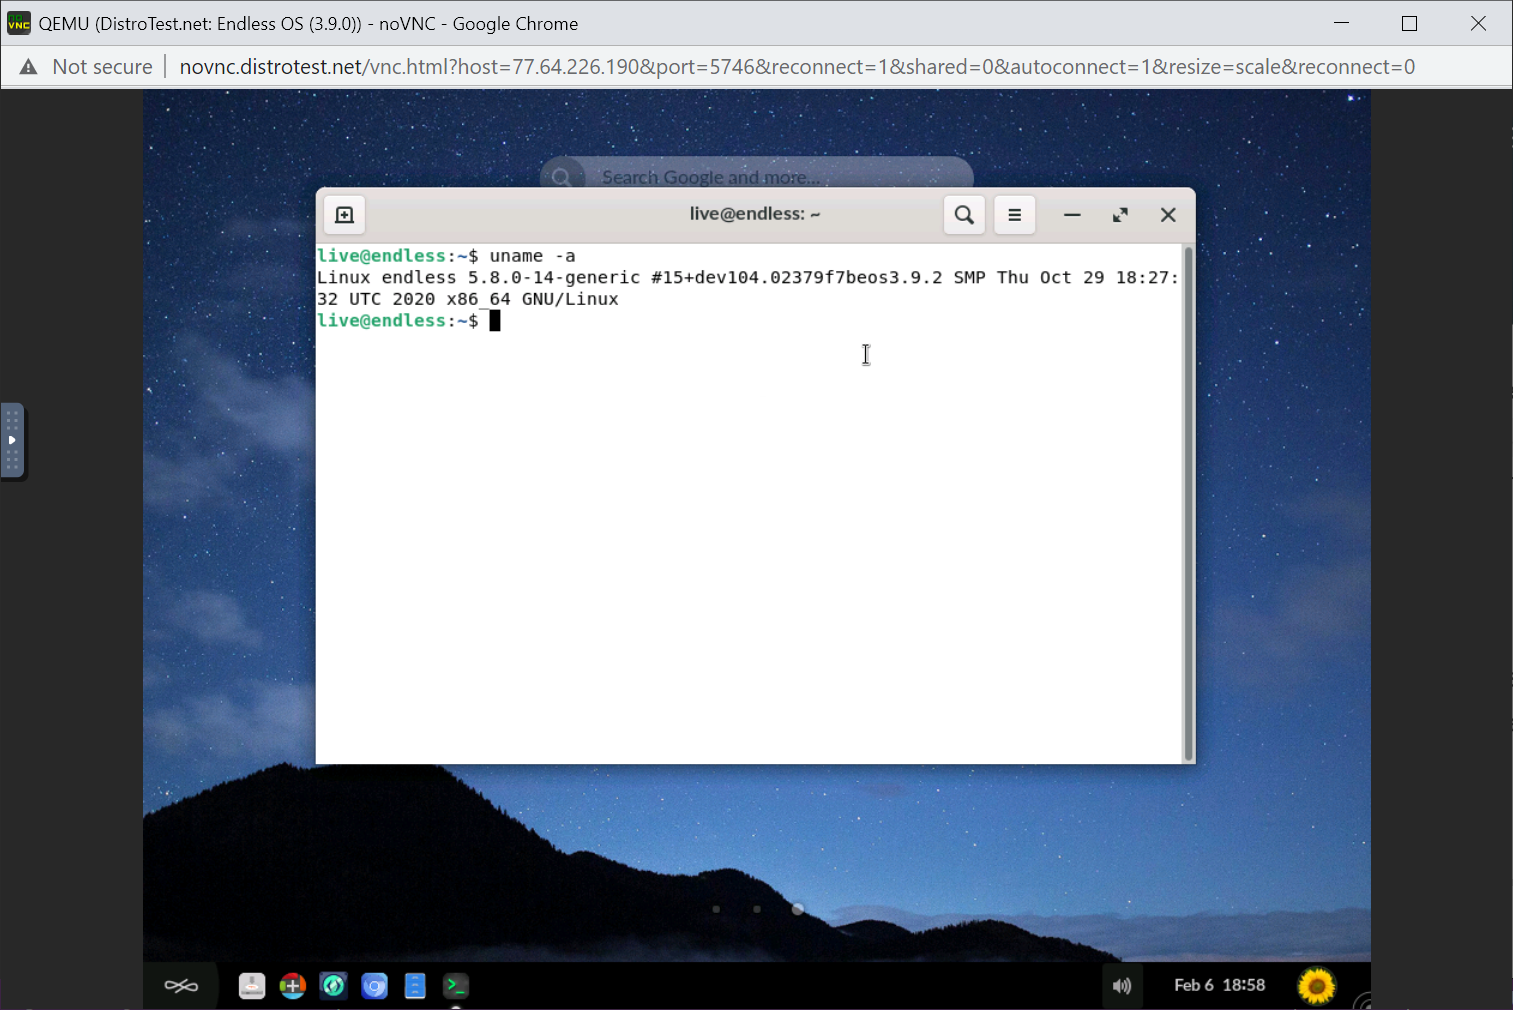 QEMU (DistroTest.net: Endless OS (3.9.0)) - noVNC - Google Chrome
Not secure | novnc.distrotest.net/vnc.html?host=77.64.226.190&port=5746&reconnect=1&shared=0&autoconnect=1&resize=scale&reconnect=0
Search Google and more...
live@endless: ~
live@endless:~$ uname -a
Linux endless 5.8.0-14-generic #15+dev104.02379f7beos3.9.2 SMP Thu Oct 29 18:27:
32 UTC 2020 x86_64 GNU/Linux
live@endless:~$
Feb 6 18:58